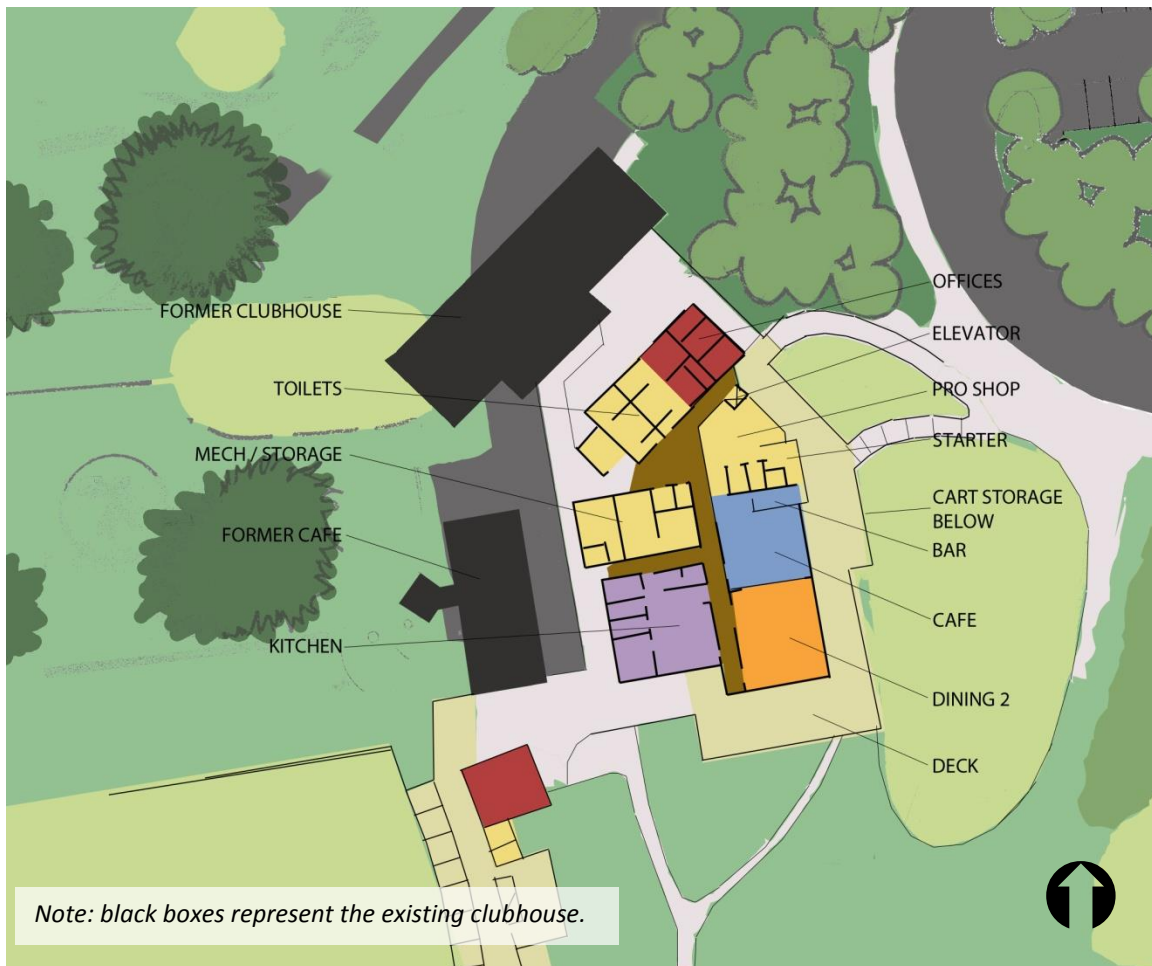 FORMER CLUBHOUSE
TOILETS
MECH./ STORAGE
FORMER CAFE
KITCHEN
OFFICES
ELEVATOR
PRO SHOP
STARTER
CART STORAGE
BELOW
BAR
CAFE
DINING 2
DECK
Note: black boxes represent the existing clubhouse.